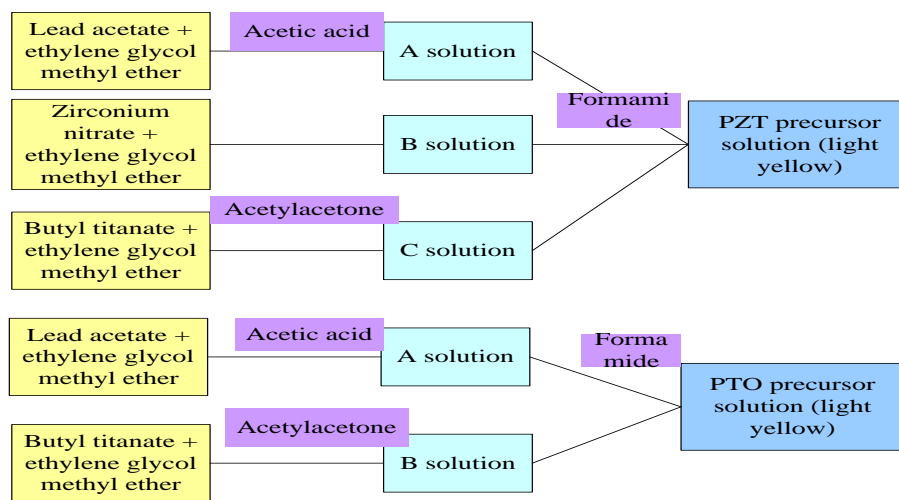 Lead acetate +
ethylene glycol
methyl ether
Acetic acid
A solution
Zirconium
nitrate +
ethylene glycol
methyl ether
B solution
Formami
de
PZT precursor
solution (light
yellow)
Butyl titanate +
ethylene glycol
methyl ether
Acetylacetone
C solution
Lead acetate +
ethylene glycol
methyl ether
Acetic acid
A solution
Forma
mide
PTO precursor
solution (light
yellow)
Butyl titanate +
ethylene glycol
methyl ether
Acetylacetone
B solution